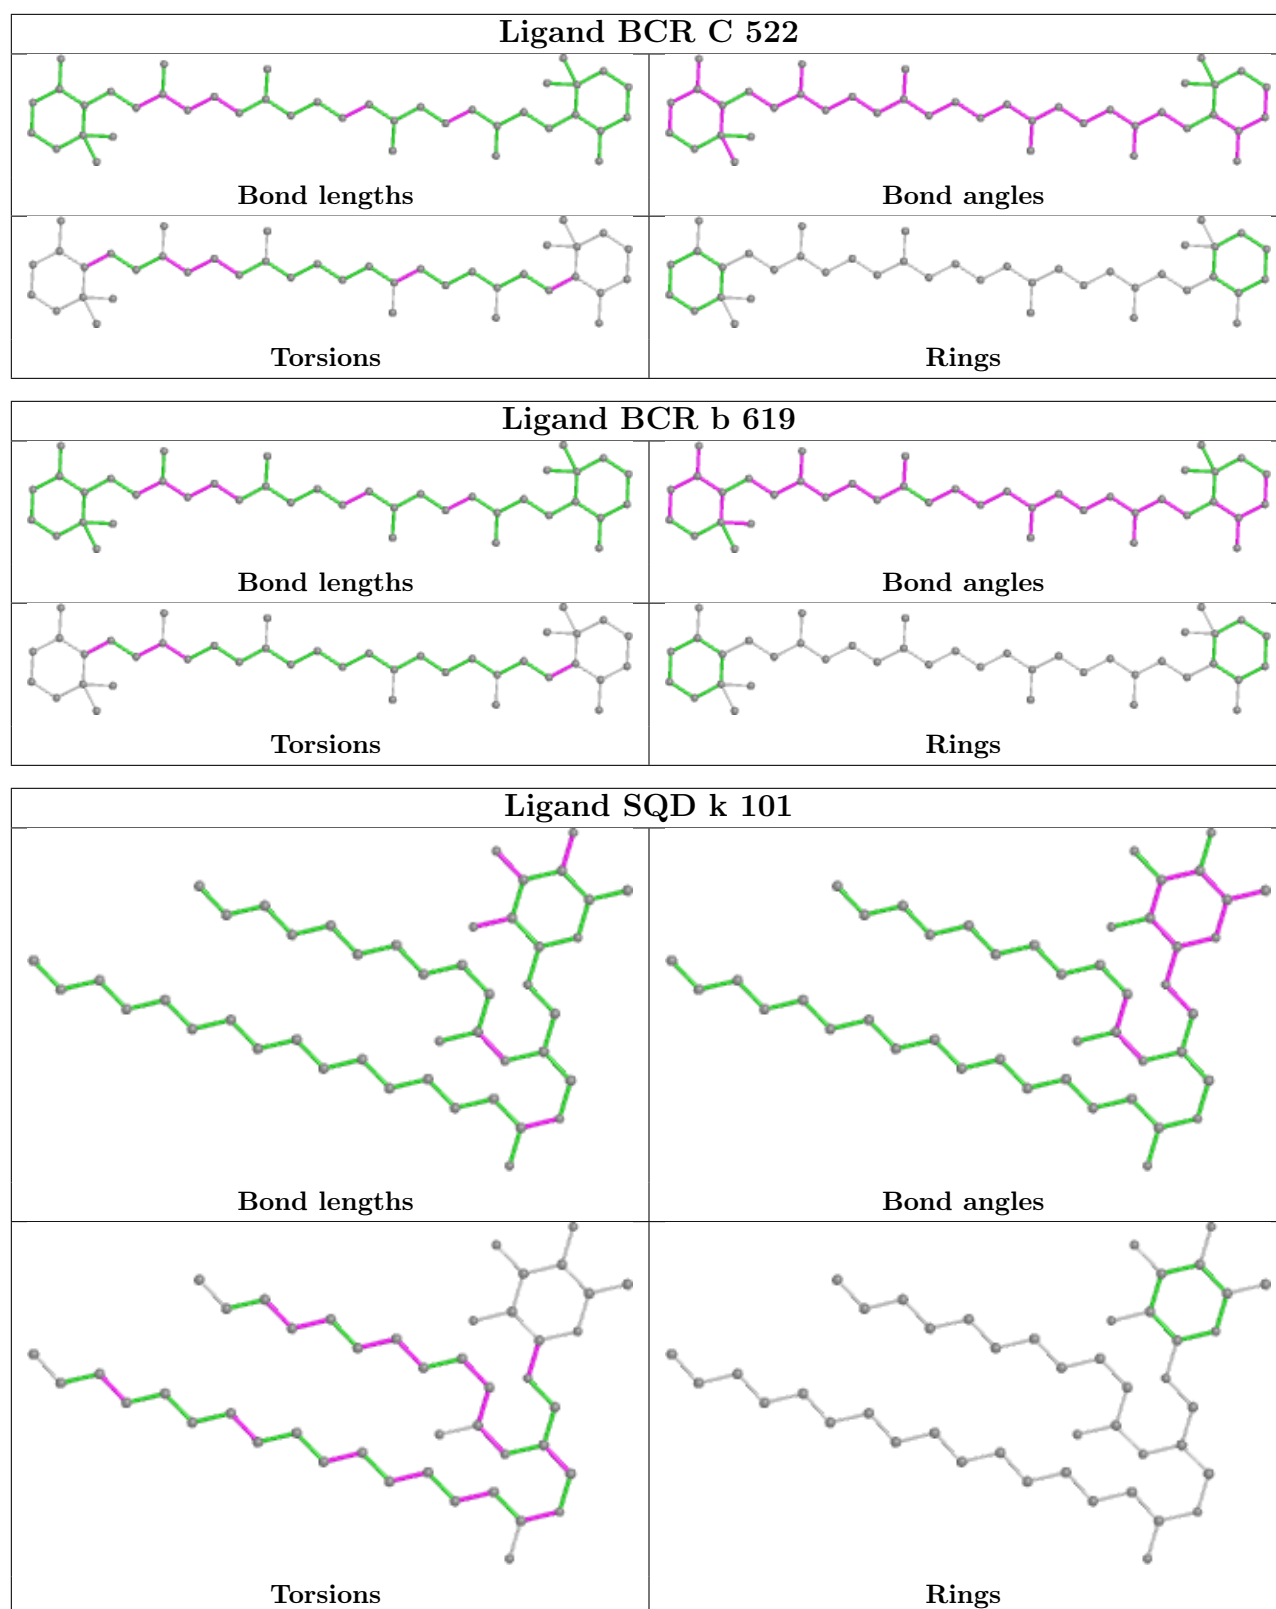 Ligand BCR C 522
Bond lengths
Bond angles
Torsions
Rings
Ligand BCR b 619
Bond lengths
Bond angles
Torsions
Rings
Ligand SQD k 101
Bond lengths
Bond angles
Torsions
Rings